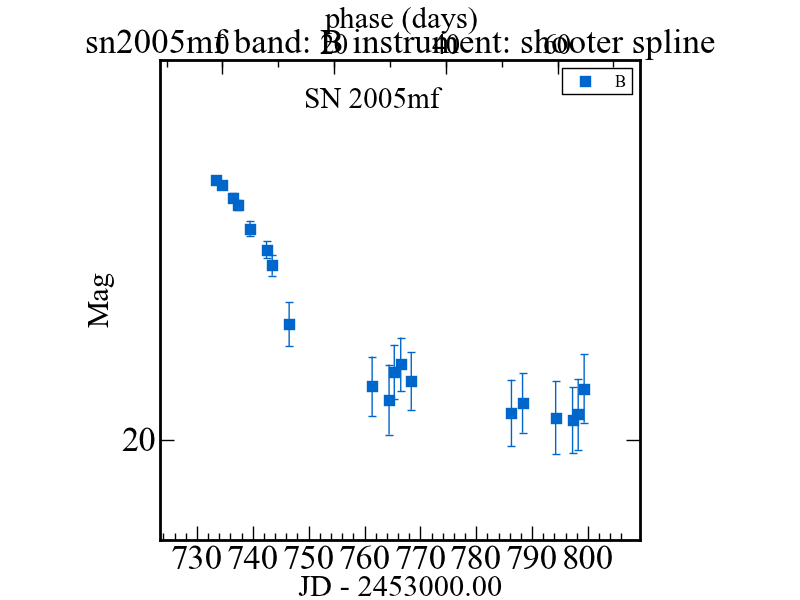 phase (days)
0 20 40 60
sn2005mf band: B instrument: shooter spline
B
SN 2005mf
Mag
20
730 740 750 760 770 780 790 800
JD - 2453000.00